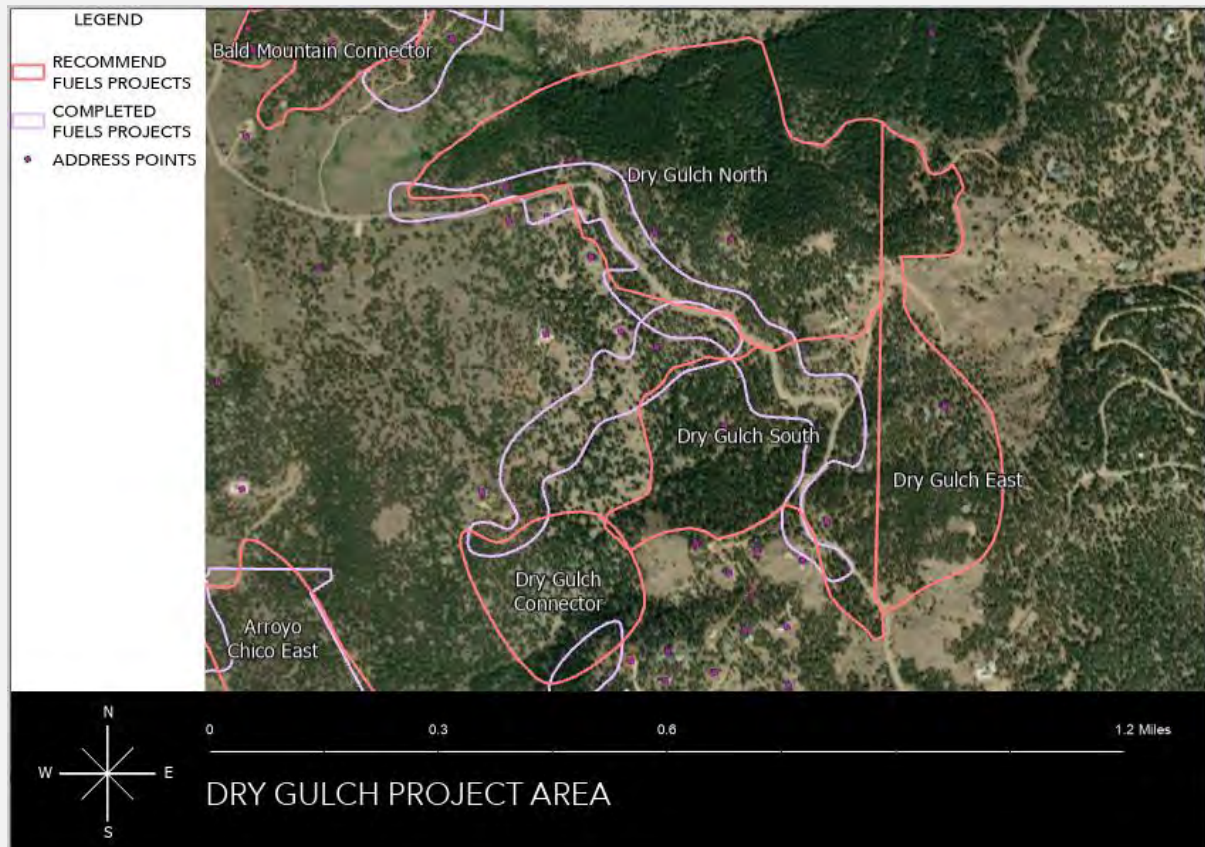 LEGEND
RECOMMEND
FUELS PROJECTS
COMPLETED
FUELS PROJECTS
ADDRESS POINTS
Bald Mountain Connector
Dry Gulch North
Dry Gulch South
Dry Gulch East
Dry Gulch
Connector
Arroyo
Chico East
N
W
E
S
0
0.3
0.6
1.2 Miles
DRY GULCH PROJECT AREA